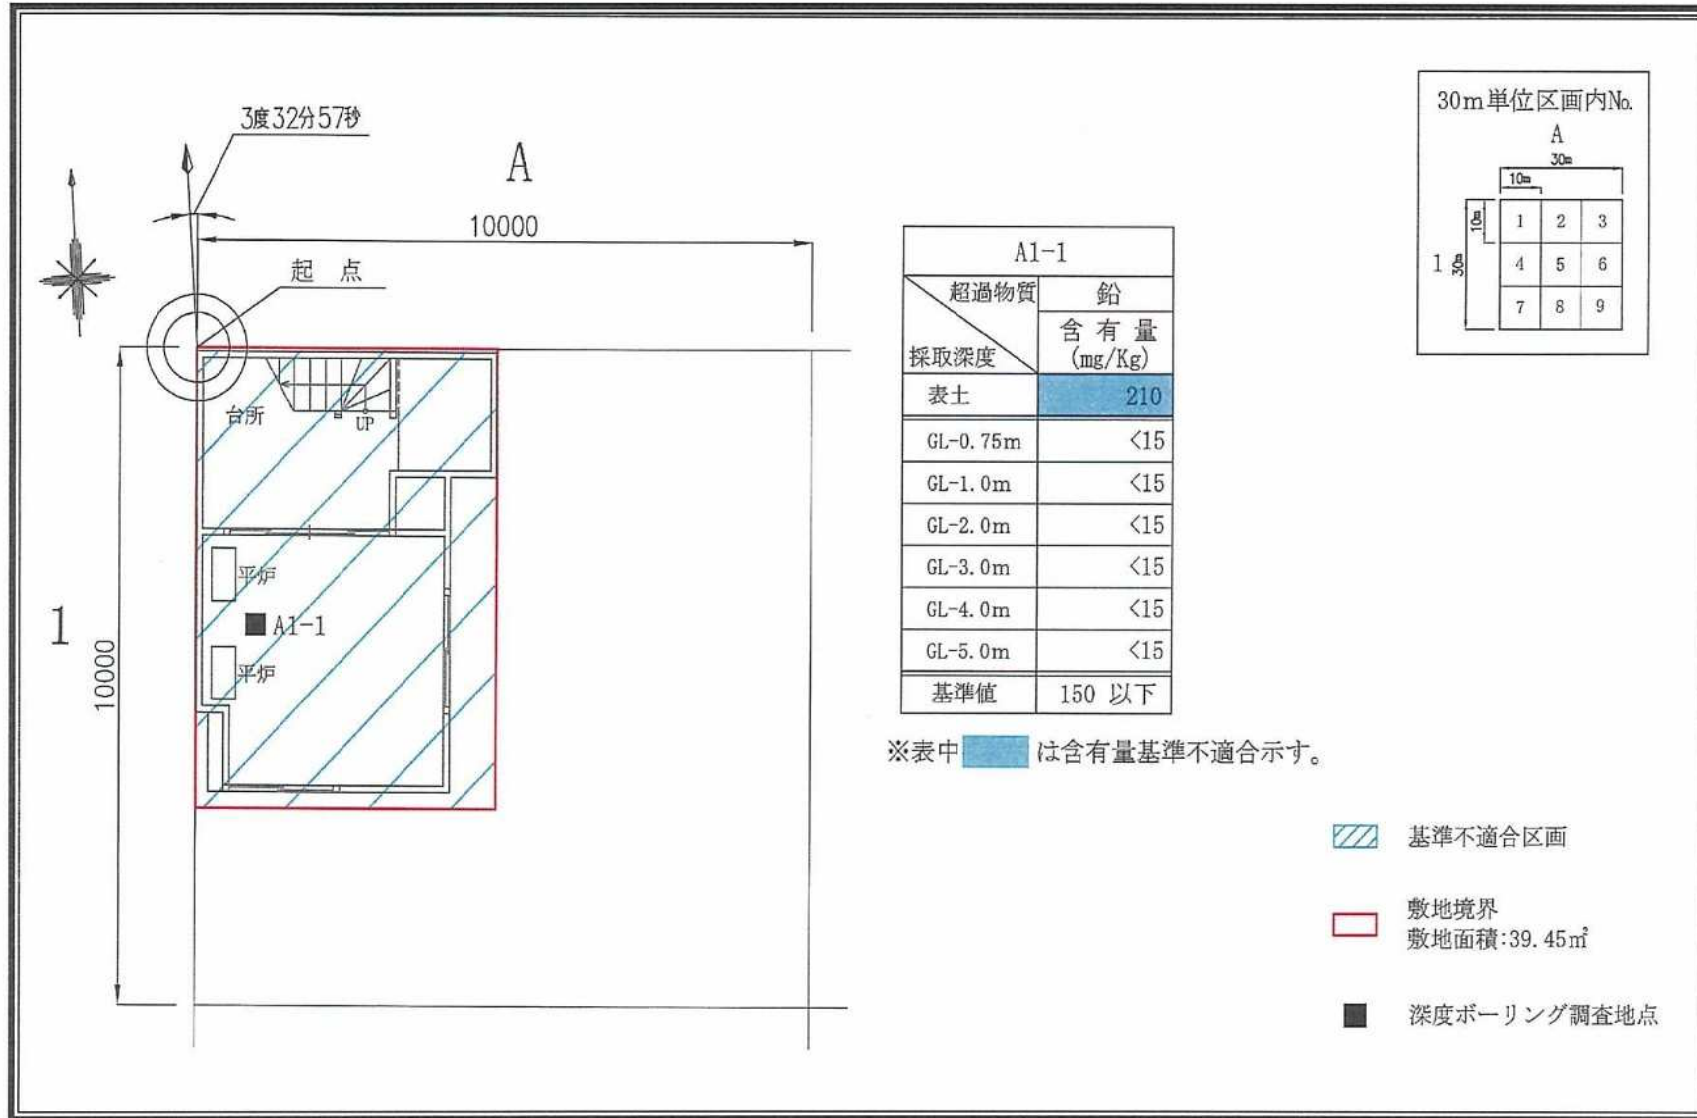 3度32分57秒
A
10000
起 点
台所
UP
平炉
A1-1
平炉
1
10000
A1-1
超過物質
鉛
採取深度
含 有 量
(mg/Kg)
表土 210
GL-0.75m <15
GL-1.0m <15
GL-2.0m <15
GL-3.0m <15
GL-4.0m <15
GL-5.0m <15
基準値 150 以下
※表中 は含有量基準不適合示す。
30m単位区画内No.
A
30m
10m
10m
1 30m
1 2 3
4 5 6
7 8 9
基準不適合区画
敷地境界
敷地面積:39.45㎡
深度ボーリング調査地点